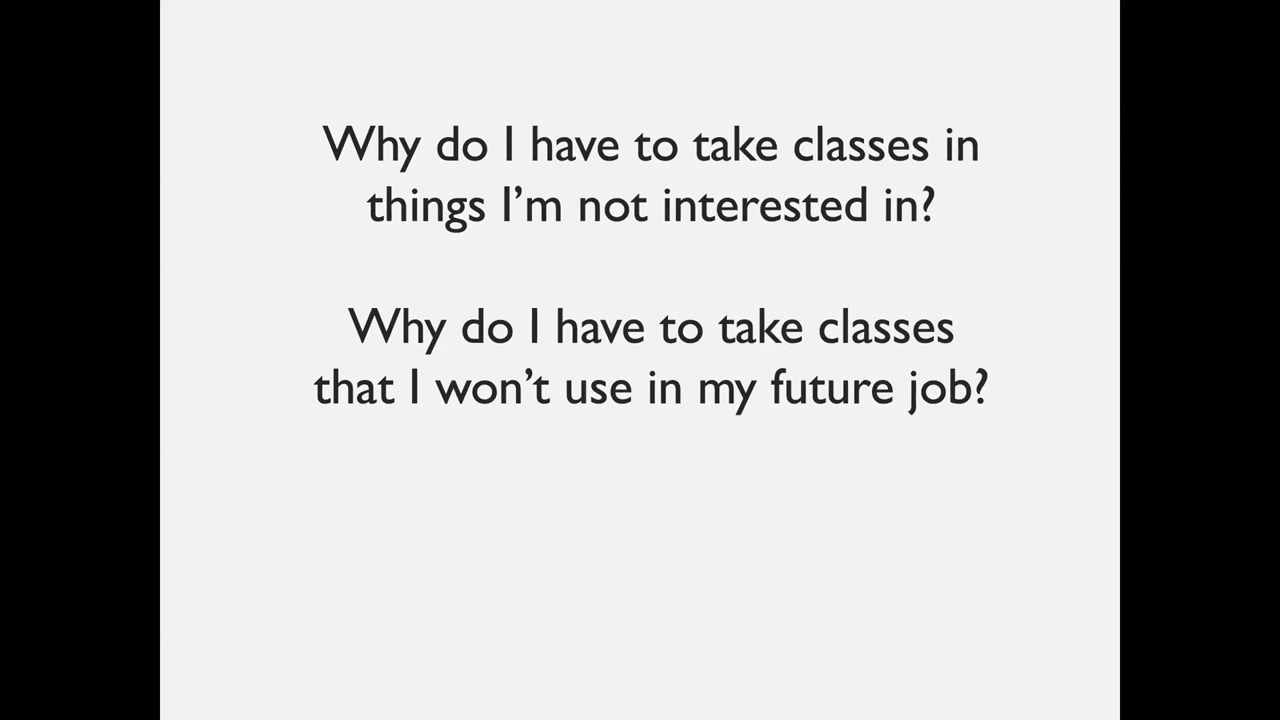 Why do I have to take classes in
things I’m not interested in?
Why do I have to take classes
that I won’t use in my future job?